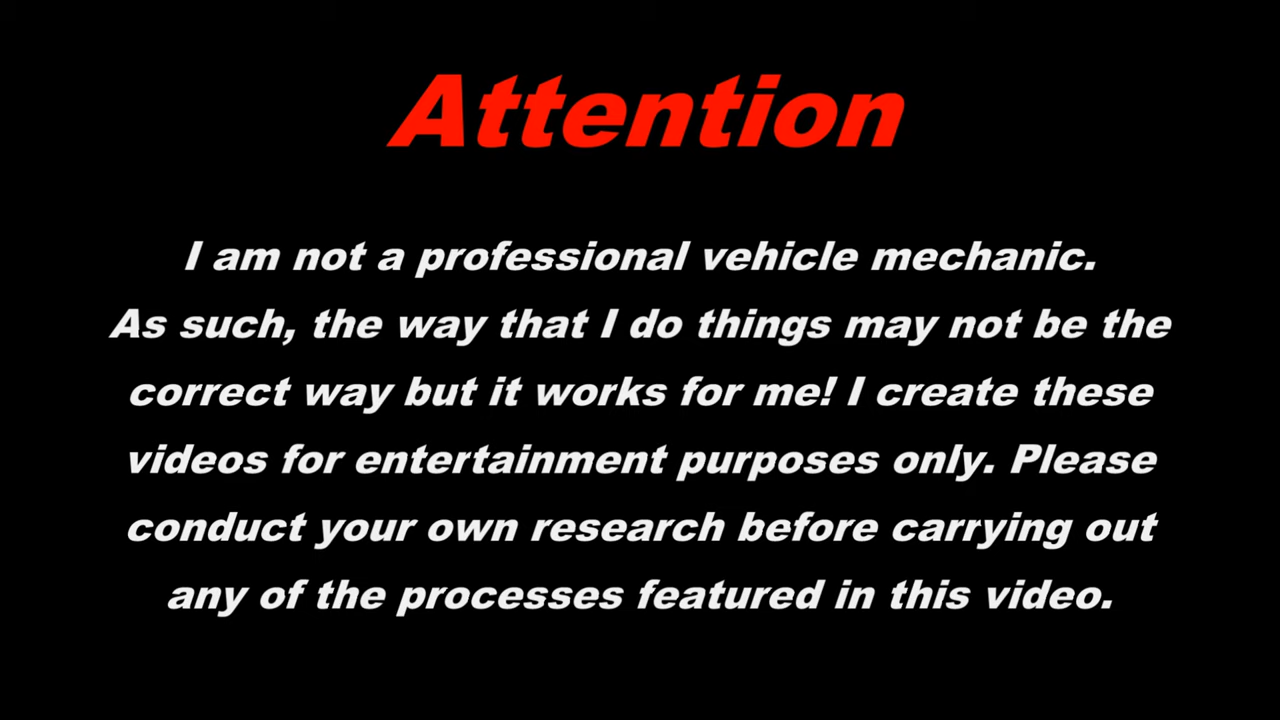 Attention
I am not a professional vehicle mechanic.
As such, the way that I do things may not be the
correct way but it works for me! I create these
videos for entertainment purposes only. Please
conduct your own research before carrying out
any of the processes featured in this video.